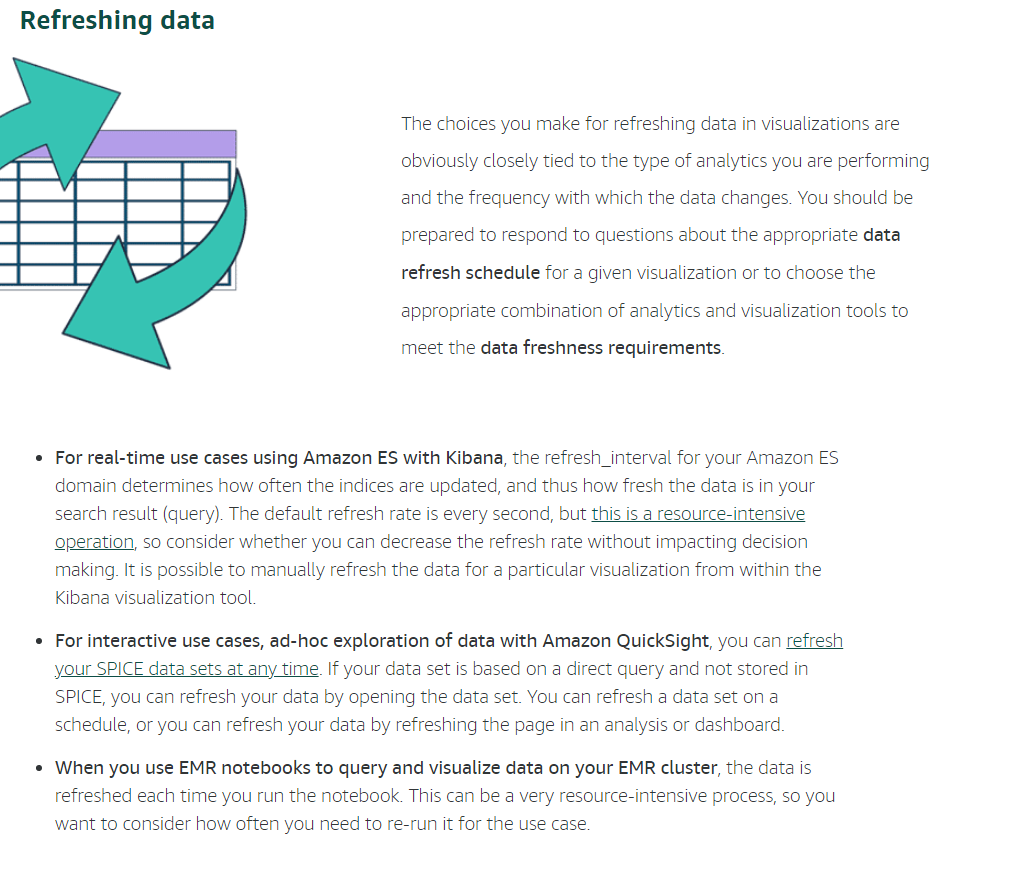 Refreshing data
The choices you make for refreshing data in visualizations are
obviously closely tied to the type of analytics you are performing
and the frequency with which the data changes. You should be
prepared to respond to questions about the appropriate data
refresh schedule for a given visualization or to choose the
appropriate combination of analytics and visualization tools to
meet the data freshness requirements.
• For real-time use cases using Amazon ES with Kibana, the refresh_interval for your Amazon ES
domain determines how often the indices are updated, and thus how fresh the data is in your
search result (query). The default refresh rate is every second, but this is a resource-intensive
operation, so consider whether you can decrease the refresh rate without impacting decision
making. It is possible to manually refresh the data for a particular visualization from within the
Kibana visualization tool.
• For interactive use cases, ad-hoc exploration of data with Amazon QuickSight, you can refresh
your SPICE data sets at any time. If your data set is based on a direct query and not stored in
SPICE, you can refresh your data by opening the data set. You can refresh a data set on a
schedule, or you can refresh your data by refreshing the page in an analysis or dashboard.
• When you use EMR notebooks to query and visualize data on your EMR cluster, the data is
refreshed each time you run the notebook. This can be a very resource-intensive process, so you
want to consider how often you need to re-run it for the use case.